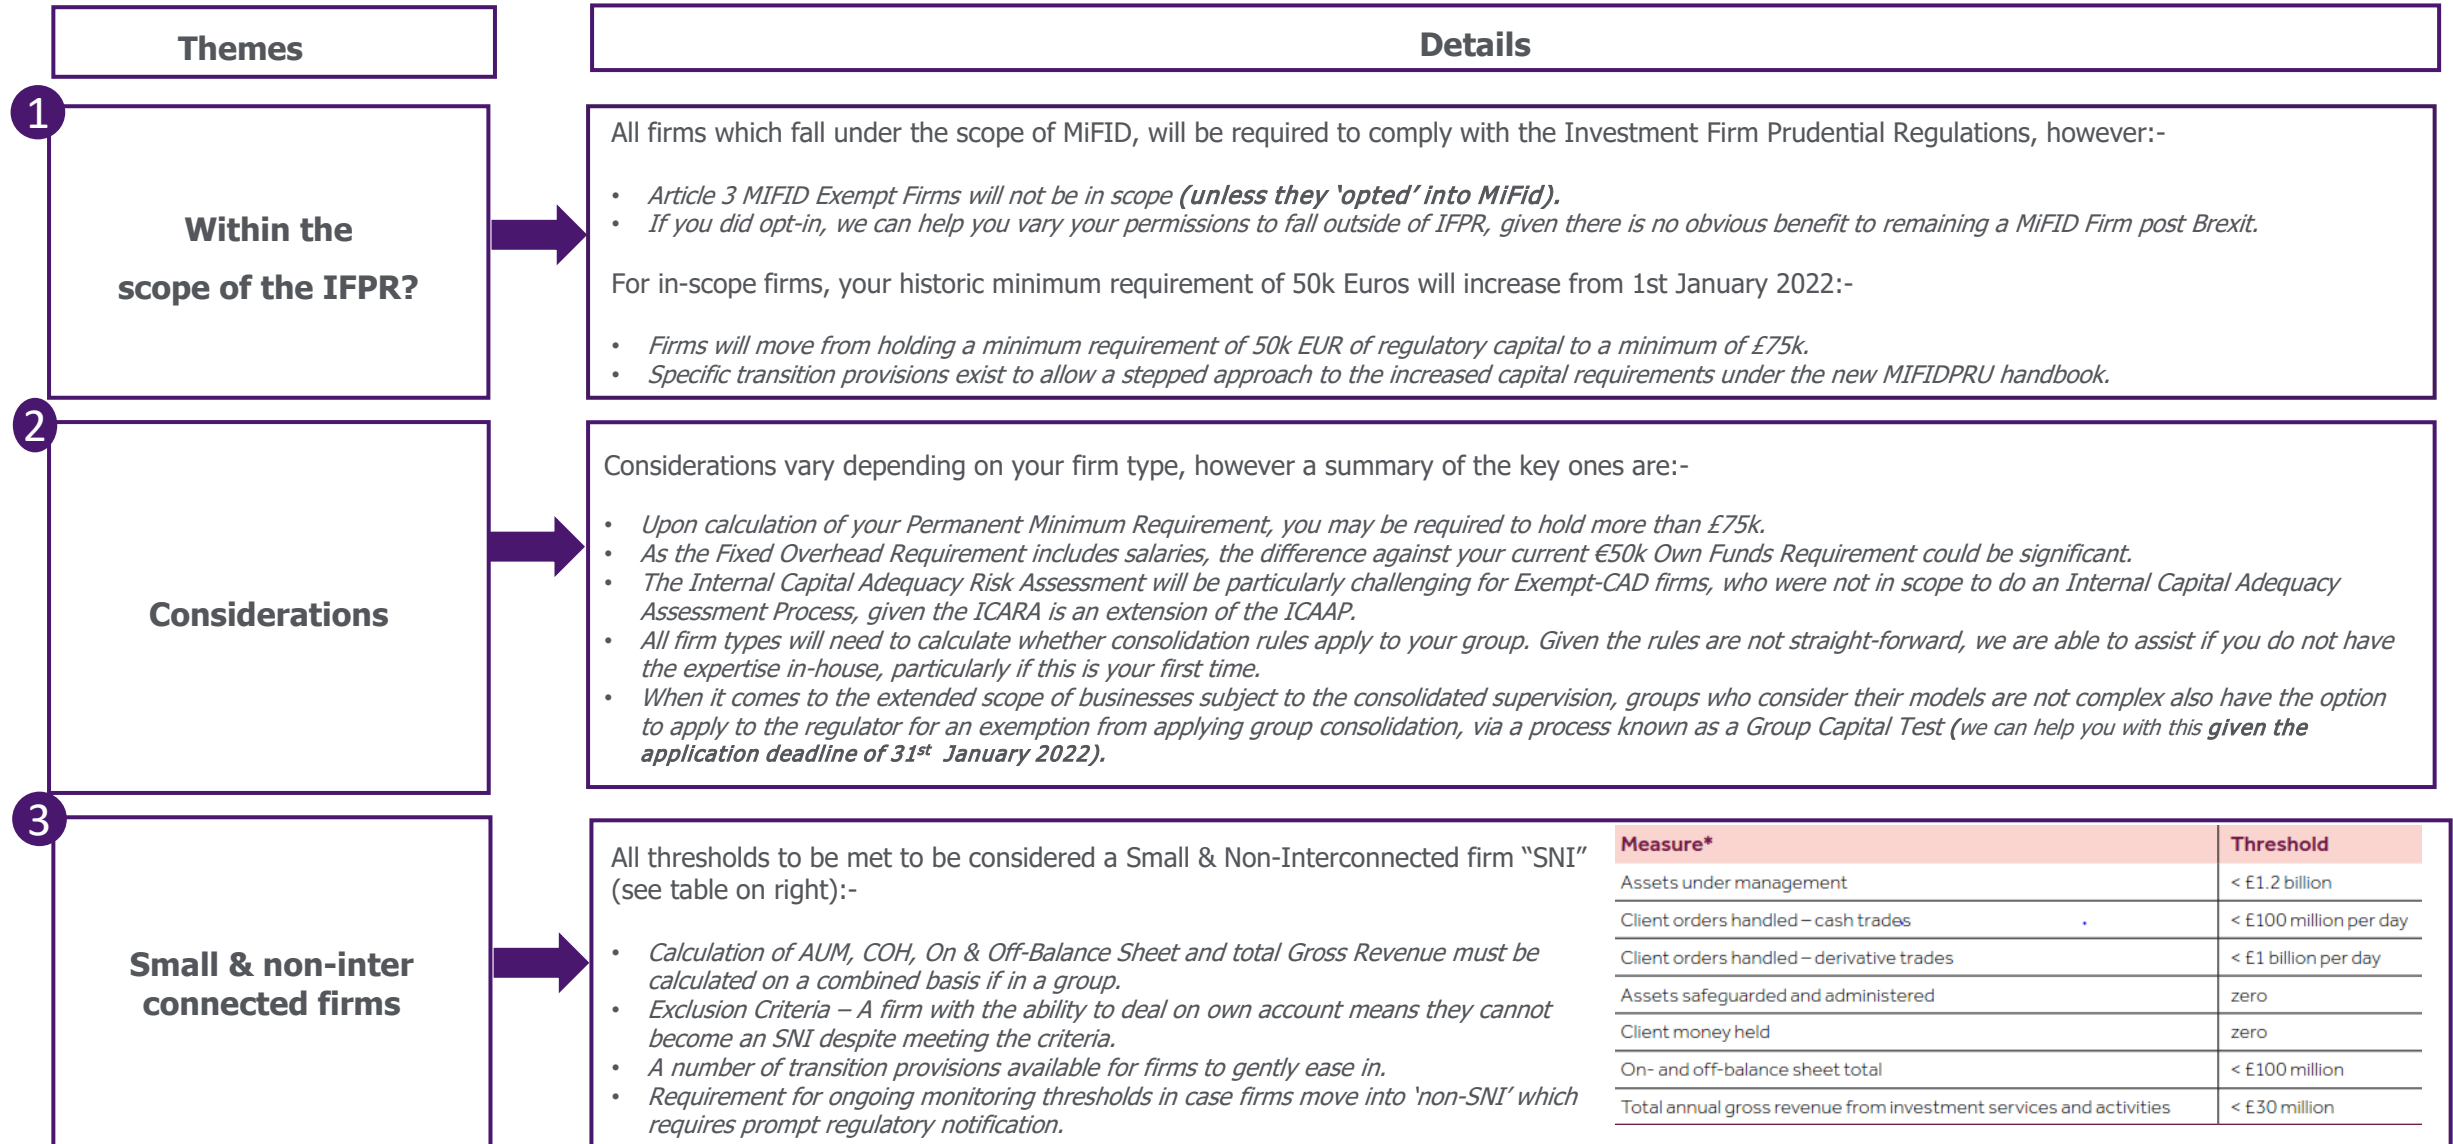 Themes
Details
1
Within the
scope of the IFPR?
All firms which fall under the scope of MiFID, will be required to comply with the Investment Firm Prudential Regulations, however:-
• Article 3 MIFID Exempt Firms will not be in scope (unless they ‘opted’ into MiFid).
• If you did opt-in, we can help you vary your permissions to fall outside of IFPR, given there is no obvious benefit to remaining a MiFID Firm post Brexit.
For in-scope firms, your historic minimum requirement of 50k Euros will increase from 1st January 2022:-
• Firms will move from holding a minimum requirement of 50k EUR of regulatory capital to a minimum of £75k.
• Specific transition provisions exist to allow a stepped approach to the increased capital requirements under the new MIFIDPRU handbook.
2
Considerations
Considerations vary depending on your firm type, however a summary of the key ones are:-
• Upon calculation of your Permanent Minimum Requirement, you may be required to hold more than £75k.
• As the Fixed Overhead Requirement includes salaries, the difference against your current €50k Own Funds Requirement could be significant.
• The Internal Capital Adequacy Risk Assessment will be particularly challenging for Exempt-CAD firms, who were not in scope to do an Internal Capital Adequacy
Assessment Process, given the ICARA is an extension of the ICAAP.
• All firm types will need to calculate whether consolidation rules apply to your group. Given the rules are not straight-forward, we are able to assist if you do not have
the expertise in-house, particularly if this is your first time.
• When it comes to the extended scope of businesses subject to the consolidated supervision, groups who consider their models are not complex also have the option
to apply to the regulator for an exemption from applying group consolidation, via a process known as a Group Capital Test (we can help you with this given the
application deadline of 31st January 2022).
3
Small & non-inter
connected firms
All thresholds to be met to be considered a Small & Non-Interconnected firm “SNI”
(see table on right):-
• Calculation of AUM, COH, On & Off-Balance Sheet and total Gross Revenue must be
calculated on a combined basis if in a group.
• Exclusion Criteria – A firm with the ability to deal on own account means they cannot
become an SNI despite meeting the criteria.
• A number of transition provisions available for firms to gently ease in.
• Requirement for ongoing monitoring thresholds in case firms move into ‘non-SNI’ which
requires prompt regulatory notification.
Measure* Threshold
Assets under management < £1.2 billion
Client orders handled – cash trades < £100 million per day
Client orders handled – derivative trades < £1 billion per day
Assets safeguarded and administered zero
Client money held zero
On- and off-balance sheet total < £100 million
Total annual gross revenue from investment services and activities < £30 million